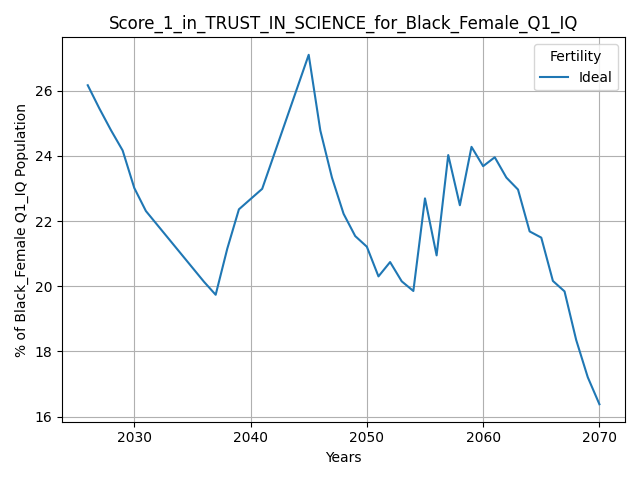 Score_1_in_TRUST_IN_SCIENCE_for_Black_Female_Q1_IQ
Fertility
Ideal
% of Black_Female Q1_IQ Population
26
24
22
20
18
16
2030
2040
2050
2060
2070
Years